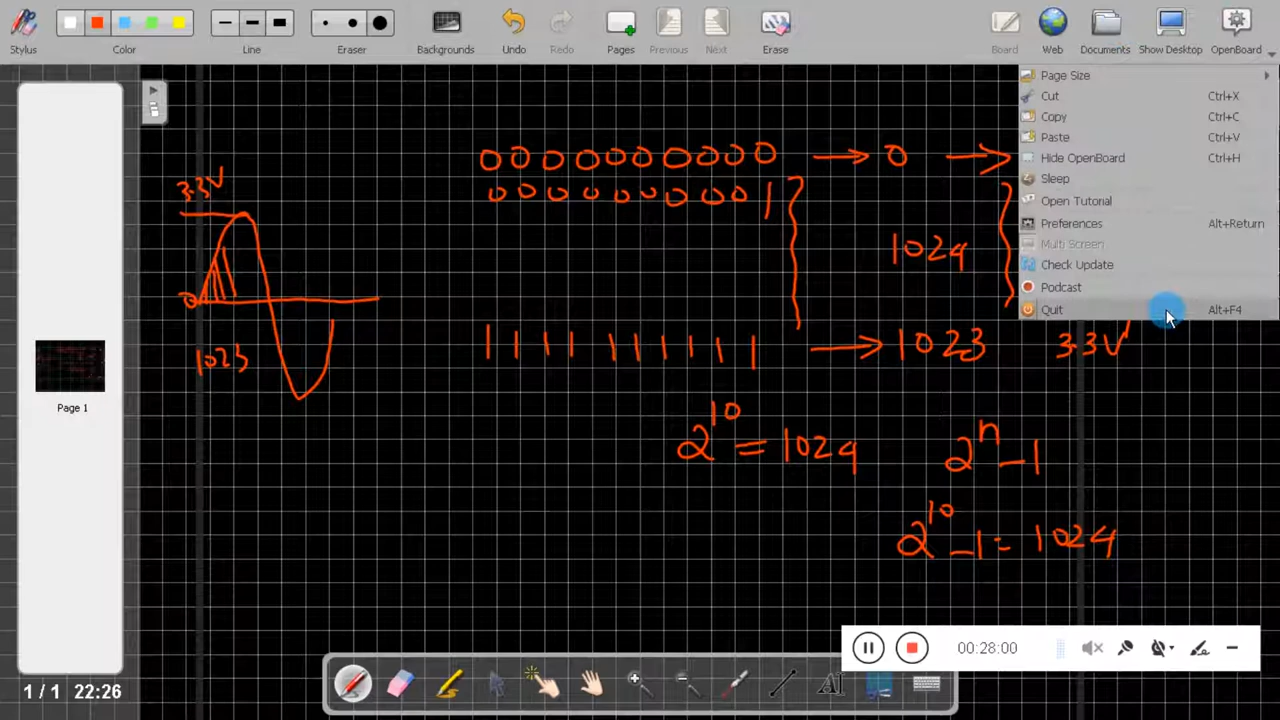 Stylus Color Line Eraser Backgrounds Undo Redo Pages Previous Next Erase Board Web Documents Show Desktop OpenBoard
Page Size
Cut Ctrl+X
Copy Ctrl+C
Paste Ctrl+V
Hide OpenBoard Ctrl+H
Sleep
Open Tutorial
Preferences Alt+Return
Multi Screen
Check Update
Podcast
Quit Alt+F4
0000000000 → 0 →
0000000001
3.3V
0
1023
1024
1111111111 → 1023 3.3V
2^10 = 1024
2^n - 1
2^10 - 1 = 1024
Page 1
00:28:00
1 / 1 22:26
AI